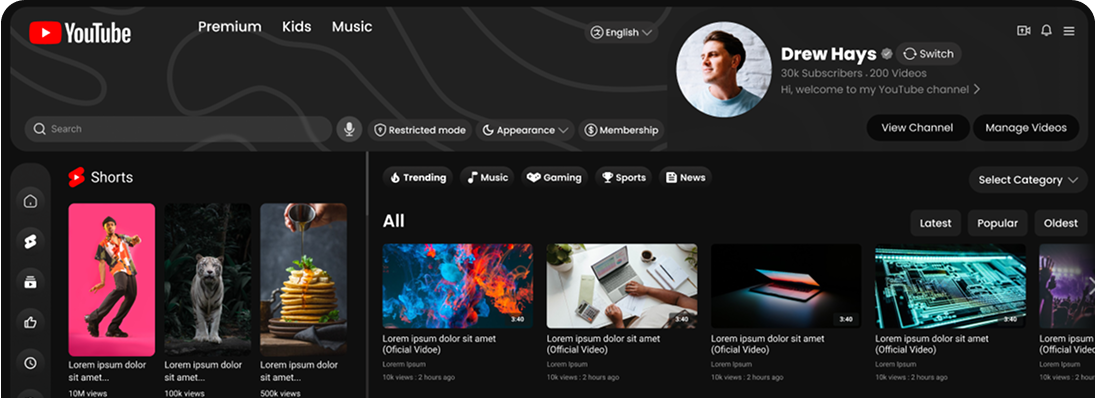 YouTube
Premium Kids Music
English
Drew Hays
Switch
30k Subscribers . 200 Videos
Hi, welcome to my YouTube channel
Search
Restricted mode
Appearance
Membership
View Channel
Manage Videos
Shorts
Trending
Music
Gaming
Sports
News
Select Category
All
Latest
Popular
Oldest
Lorem ipsum dolor
sit amet...
10M views
Lorem ipsum dolor
sit amet...
100k views
Lorem ipsum dolor
sit amet...
500k views
3:40
Lorem ipsum dolor sit amet
(Oficial Vidoe)
Lorem Ipsum
10k views : 2 hours ago
3:40
Lorem ipsum dolor sit amet
(Official Video)
Lorem Ipsum
10k views : 2 hours ago
3:40
Lorem ipsum dolor sit amet
(Official Video)
Lorem Ipsum
10k views : 2 hours ago
3:40
Lorem ipsum dolor sit amet
(Official Video)
Lorem Ipsum
10k views : 2 hours ago
Lorem ipsum
(Oficial Video
Lorem Ipsum
10k views : 2 hou